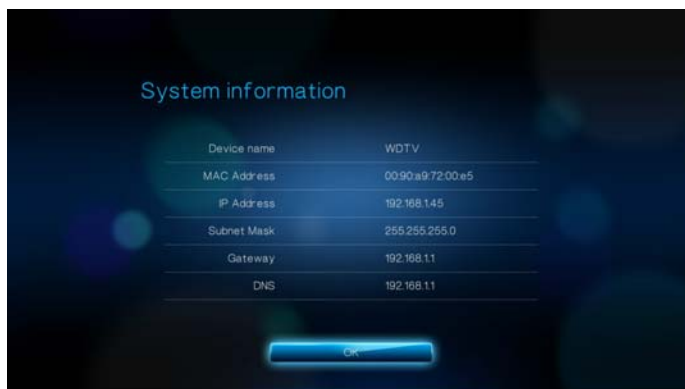 System information
Device name WDTV
MAC Address 00:90:a9:72:00:e5
IP Address 192.168.1.45
Subnet Mask 255.255.255.0
Gateway 192.168.1.1
DNS 192.168.1.1
OK